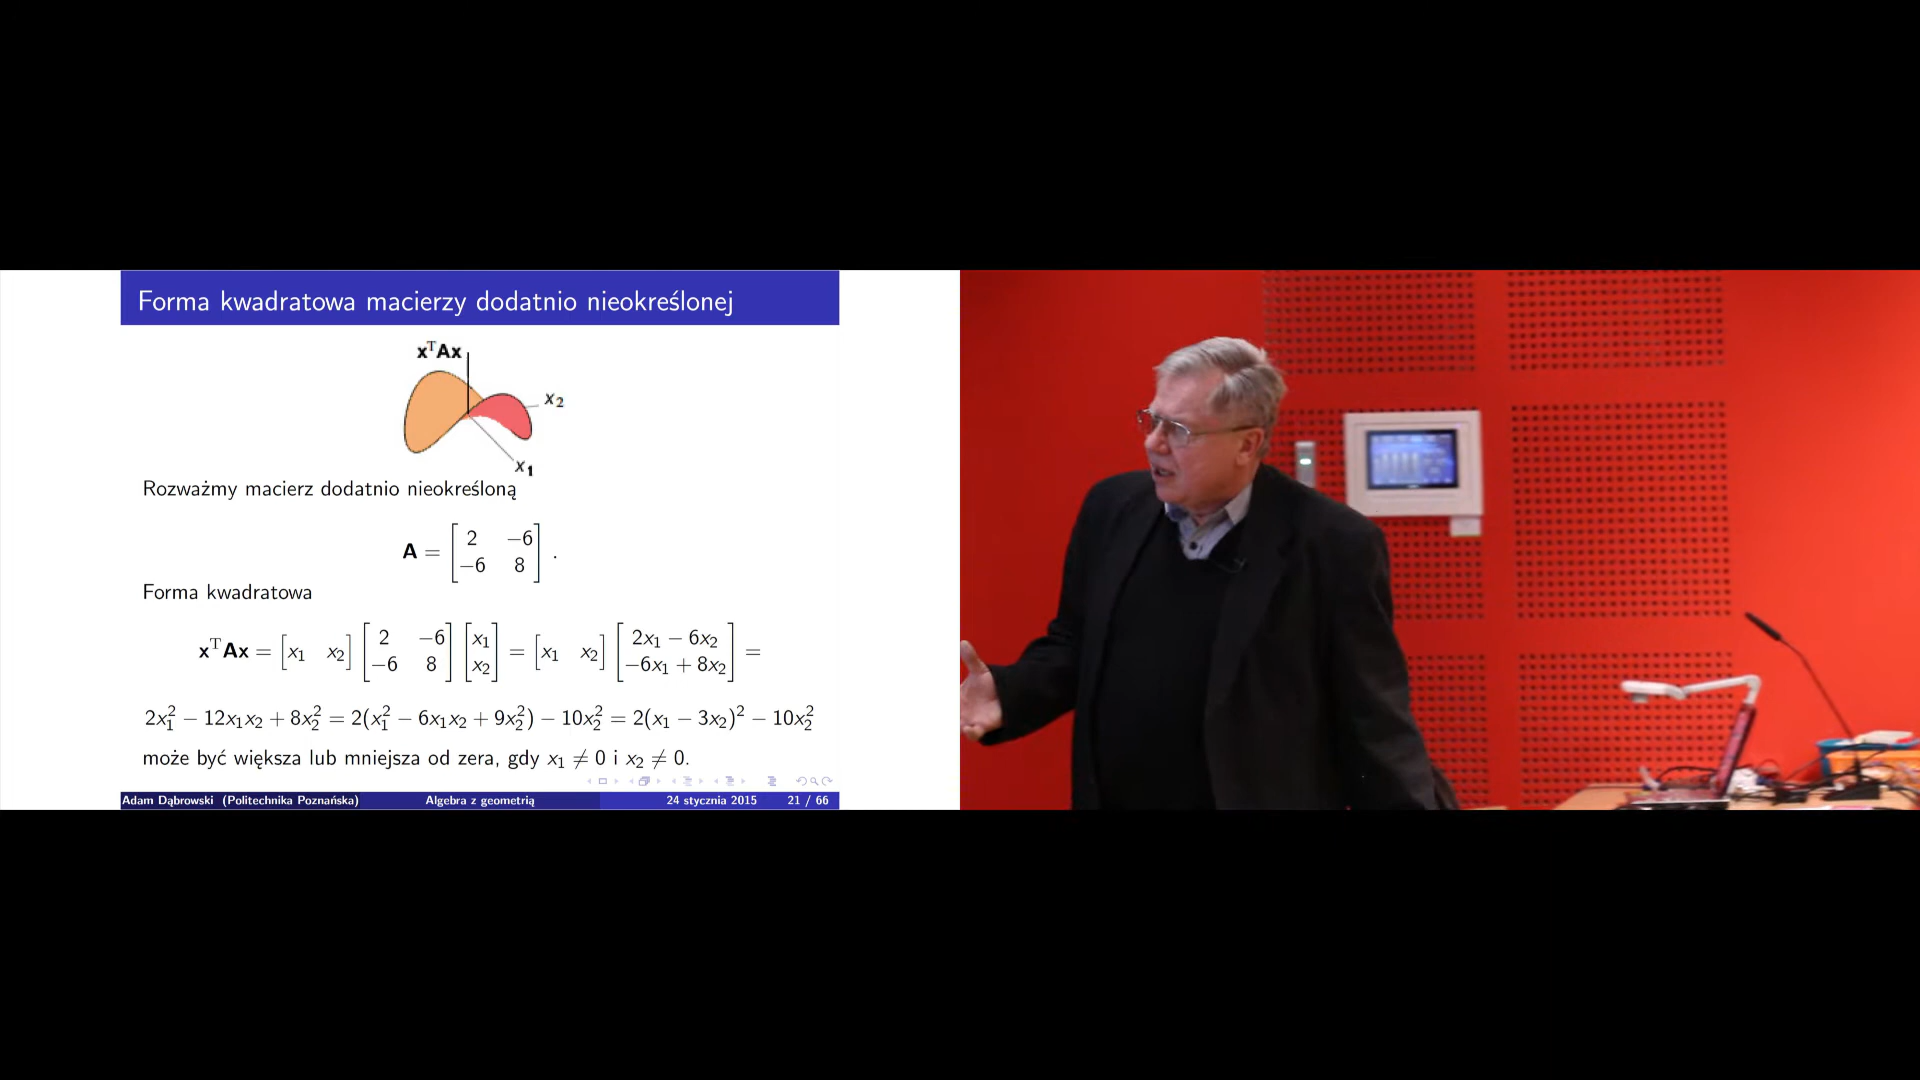 Forma kwadratowa macierzy dodatnio nieokreślonej
xᵀAx
x₂
x₁
Rozważmy macierz dodatnio nieokreśloną
A = [2 −6; −6 8] .
Forma kwadratowa
xᵀAx = [x₁ x₂] [2 −6; −6 8] [x₁; x₂] = [x₁ x₂] [2x₁ − 6x₂; −6x₁ + 8x₂] =
2x₁² − 12x₁x₂ + 8x₂² = 2(x₁² − 6x₁x₂ + 9x₂²) − 10x₂² = 2(x₁ − 3x₂)² − 10x₂²
może być większa lub mniejsza od zera, gdy x₁ ≠ 0 i x₂ ≠ 0.
Adam Dąbrowski (Politechnika Poznańska) Algebra z geometrią 24 stycznia 2015 21 / 66